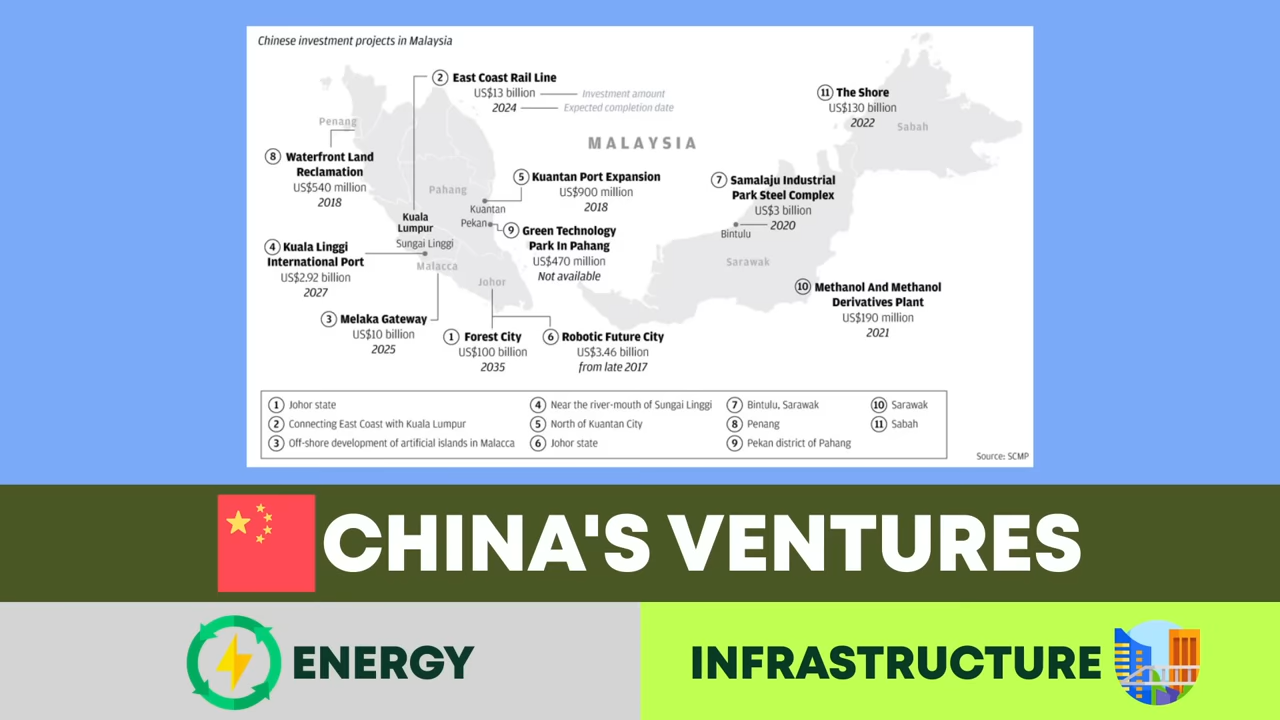 Chinese investment projects in Malaysia
② East Coast Rail Line
US$13 billion
Investment amount
2024
Expected completion date
⑪ The Shore
US$130 billion
2022
Sabah
Penang
MALAYSIA
⑧ Waterfront Land
Reclamation
US$540 million
2018
⑤ Kuantan Port Expansion
US$900 million
2018
⑦ Samalaju Industrial
Park Steel Complex
US$3 billion
2020
Bintulu
Pahang
Kuantan
Kuala
Lumpur
Pekan
⑨ Green Technology
Park In Pahang
US$470 million
Not available
④ Kuala Linggi
International Port
US$2.92 billion
2027
Sungai Linggi
Malacca
Johor
Sarawak
⑩ Methanol And Methanol
Derivatives Plant
US$190 million
2021
③ Melaka Gateway
US$10 billion
2025
① Forest City
US$100 billion
2035
⑥ Robotic Future City
US$3.46 billion
from late 2017
① Johor state
② Connecting East Coast with Kuala Lumpur
③ Off-shore development of artificial islands in Malacca
④ Near the river-mouth of Sungai Linggi
⑤ North of Kuantan City
⑥ Johor state
⑦ Bintulu, Sarawak
⑧ Penang
⑨ Pekan district of Pahang
⑩ Sarawak
⑪ Sabah
Source: SCMP
CHINA'S VENTURES
ENERGY
INFRASTRUCTURE